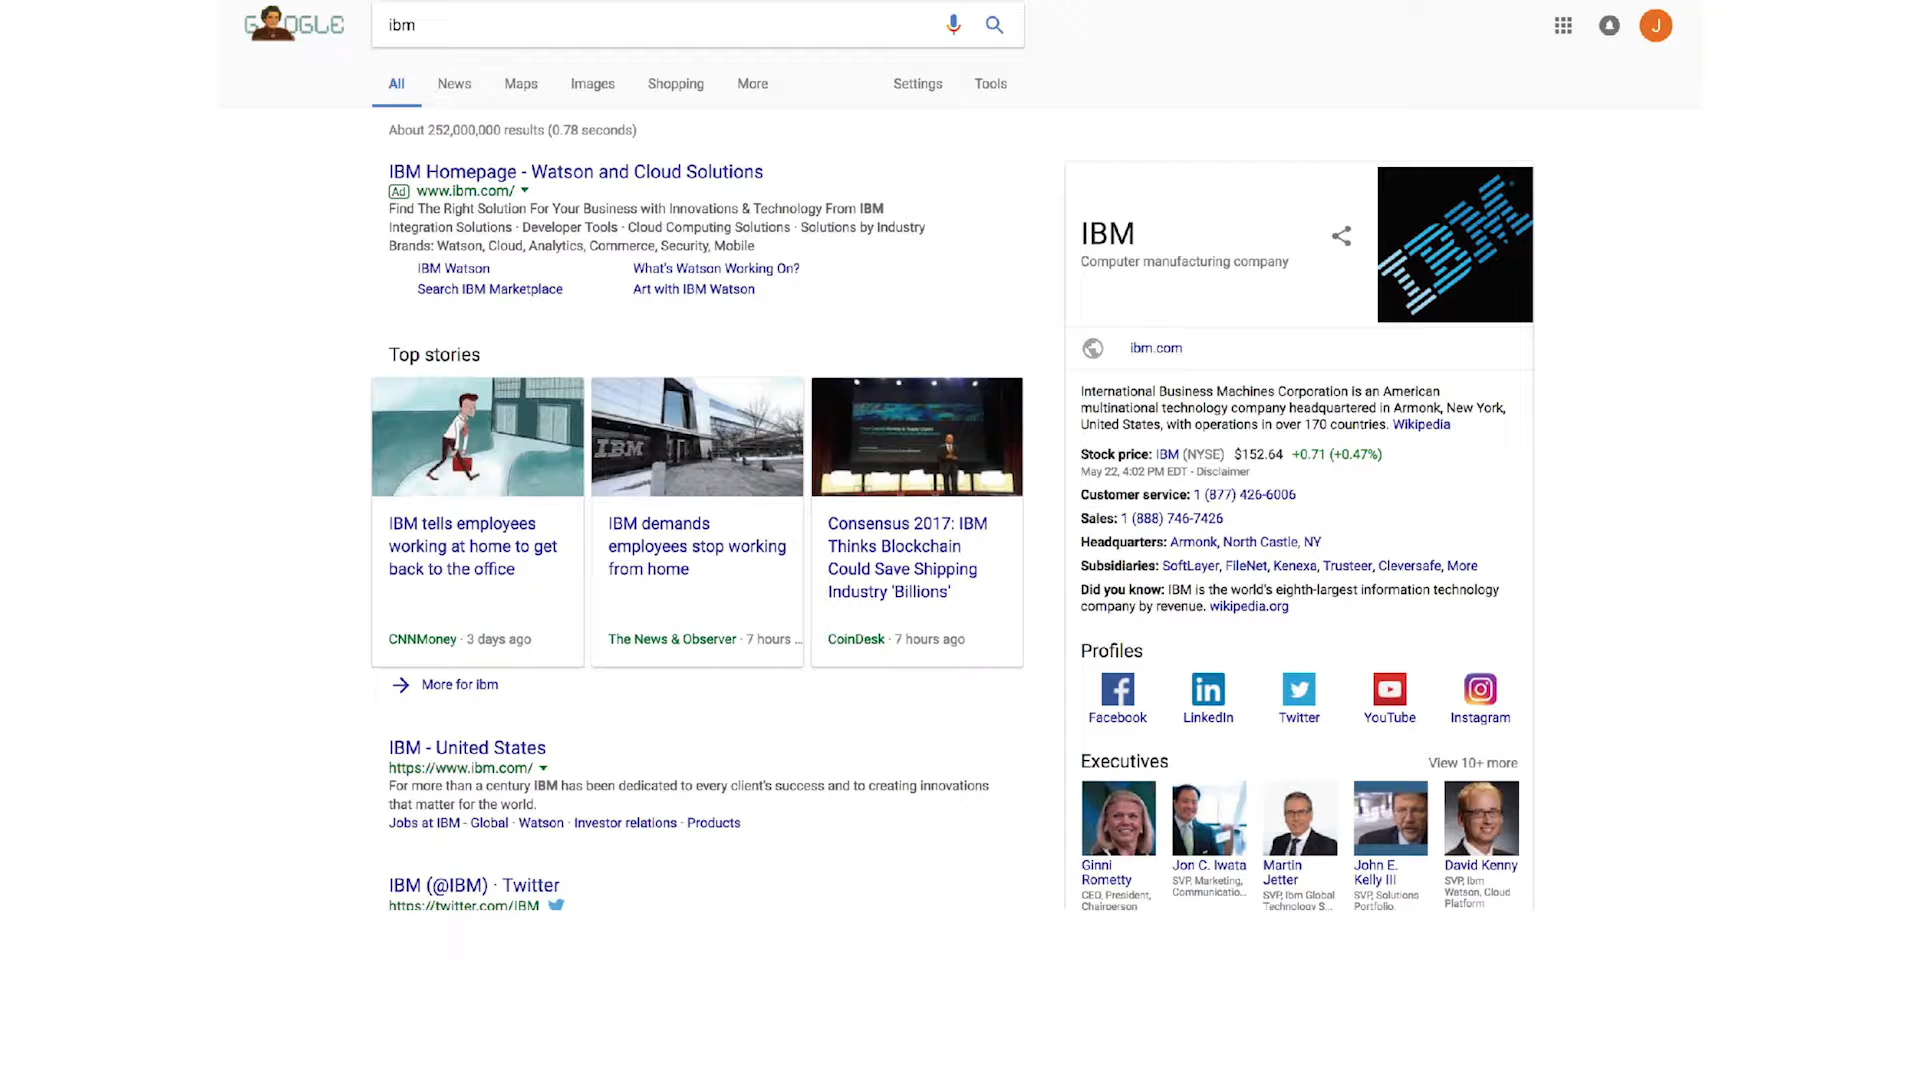 GOOGLE
ibm
J
All News Maps Images Shopping More Settings Tools
About 252,000,000 results (0.78 seconds)
IBM Homepage - Watson and Cloud Solutions
Ad www.ibm.com/
Find The Right Solution For Your Business with Innovations & Technology From IBM
Integration Solutions · Developer Tools · Cloud Computing Solutions · Solutions by Industry
Brands: Watson, Cloud, Analytics, Commerce, Security, Mobile
IBM Watson What's Watson Working On?
Search IBM Marketplace Art with IBM Watson
Top stories
IBM
IBM tells employees
working at home to get
back to the office
CNNMoney · 3 days ago
IBM demands
employees stop working
from home
The News & Observer · 7 hours ...
Consensus 2017: IBM
Thinks Blockchain
Could Save Shipping
Industry 'Billions'
CoinDesk · 7 hours ago
More for ibm
IBM - United States
https://www.ibm.com/
For more than a century IBM has been dedicated to every client's success and to creating innovations
that matter for the world.
Jobs at IBM - Global · Watson · Investor relations · Products
IBM (@IBM) · Twitter
https://twitter.com/IBM
IBM
Computer manufacturing company
IBM
ibm.com
International Business Machines Corporation is an American
multinational technology company headquartered in Armonk, New York,
United States, with operations in over 170 countries. Wikipedia
Stock price: IBM (NYSE) $152.64 +0.71 (+0.47%)
May 22, 4:02 PM EDT - Disclaimer
Customer service: 1 (877) 426-6006
Sales: 1 (888) 746-7426
Headquarters: Armonk, North Castle, NY
Subsidiaries: SoftLayer, FileNet, Kenexa, Trusteer, Cleversafe, More
Did you know: IBM is the world's eighth-largest information technology
company by revenue. wikipedia.org
Profiles
Facebook LinkedIn Twitter YouTube Instagram
Executives View 10+ more
Ginni
Rometty
CEO, President,
Chairperson
Jon C. Iwata
SVP, Marketing,
Communicatio...
Martin
Jetter
SVP, Ibm Global
Technology S...
John E.
Kelly III
SVP, Solutions
Portfolio,
David Kenny
SVP, Ibm
Watson, Cloud
Platform